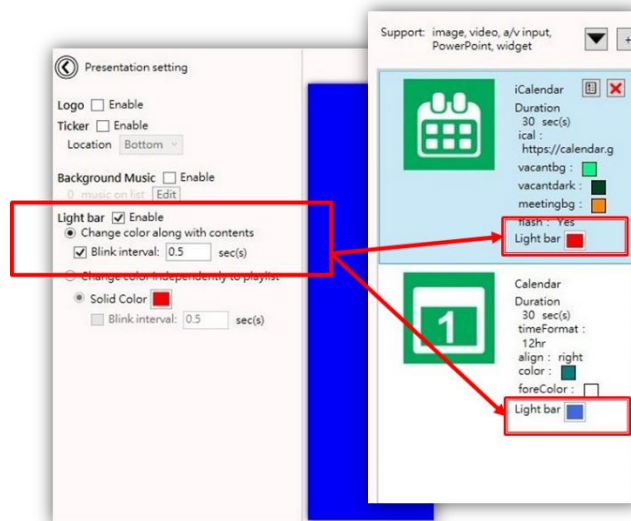 Presentation setting
Logo Enable
Ticker Enable
Location Bottom
Background Music Enable
0 music on list Edit
Light bar Enable
Change color along with contents
Blink interval: 0.5 sec(s)
Change color independently to playlist
Solid Color
Blink interval: 0.5 sec(s)
Support: image, video, a/v input,
PowerPoint, widget
+
iCalendar
Duration
30 sec(s)
ical :
https://calendar.g
vacantbg :
vacantdark :
meetingbg :
flash : Yes
Light bar
1
Calendar
Duration
30 sec(s)
timeFormat :
12hr
align : right
color :
foreColor :
Light bar